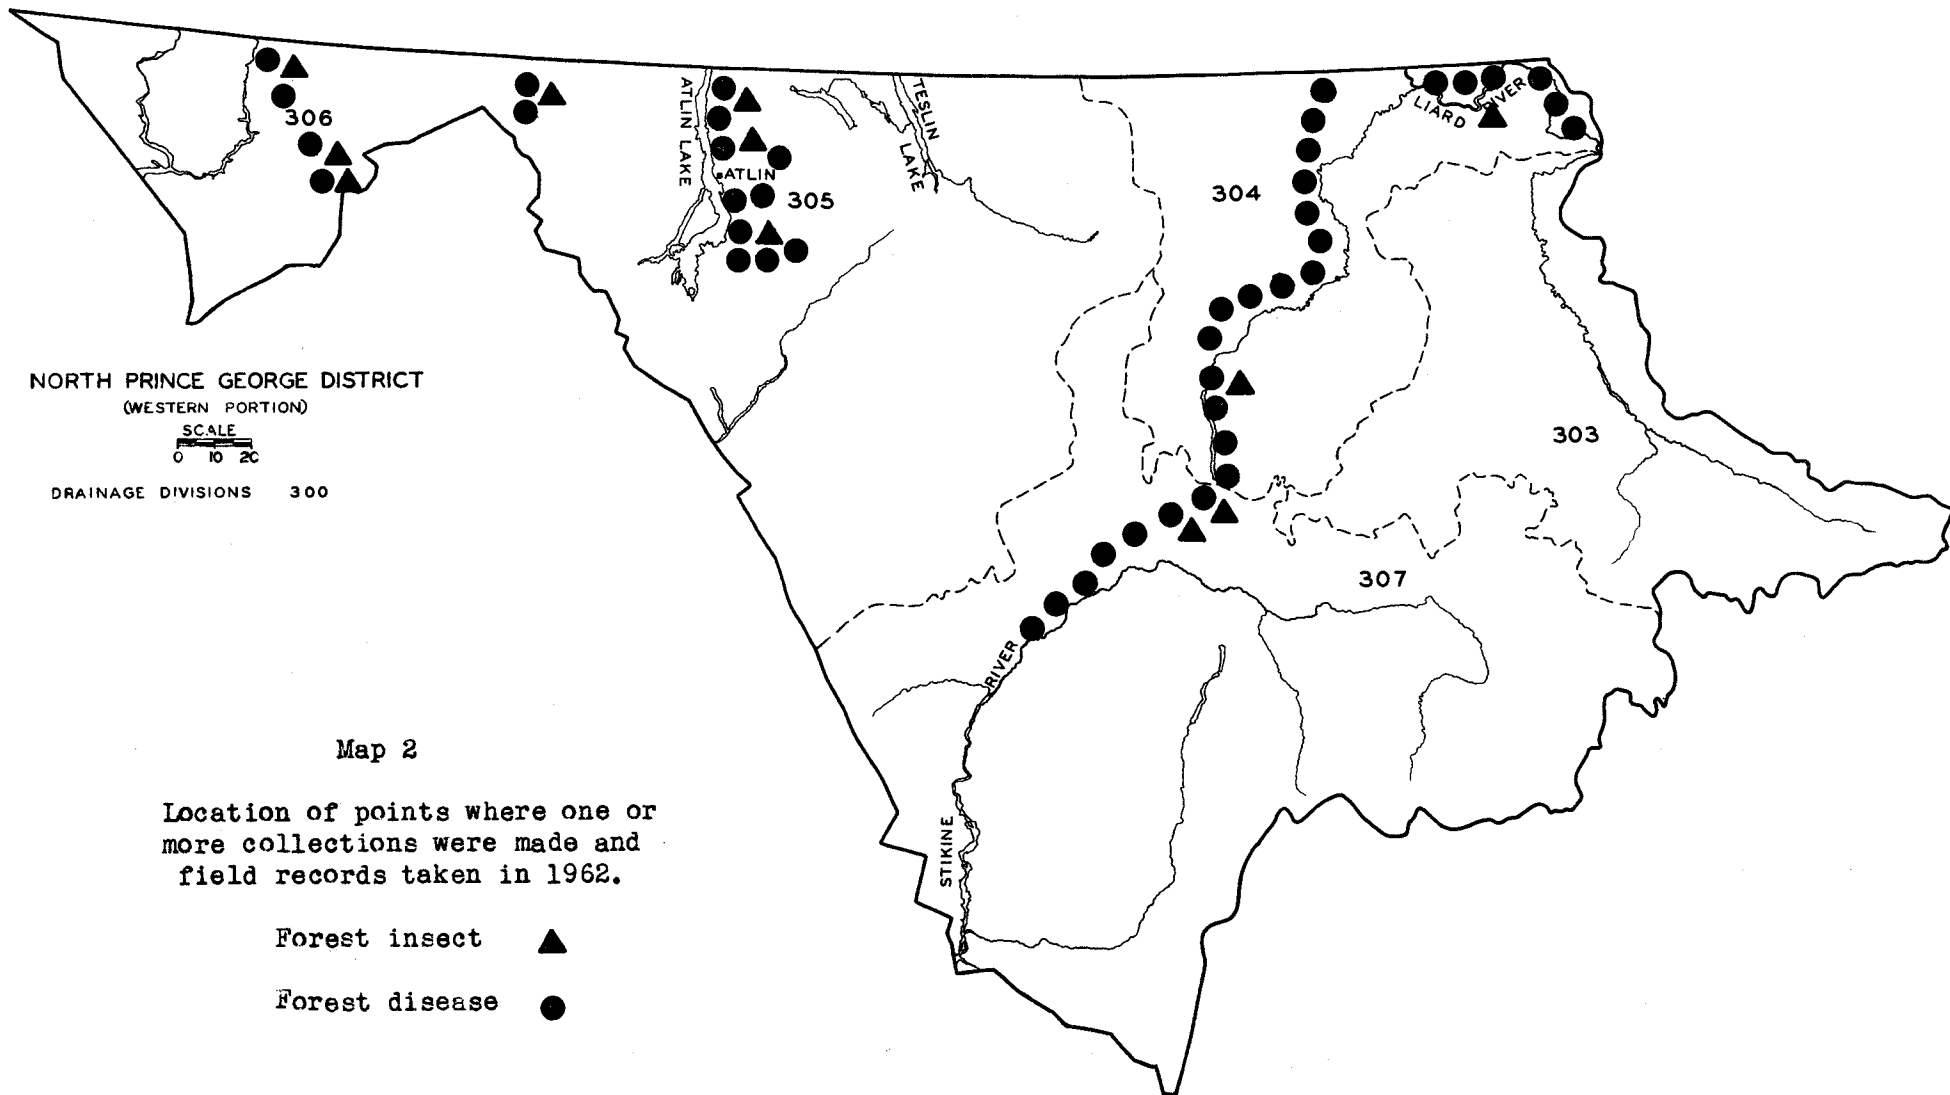 306
ATLIN LAKE
ATLIN
305
TESLIN LAKE
304
LIARD RIVER
303
307
STIKINE RIVER
NORTH PRINCE GEORGE DISTRICT
(WESTERN PORTION)
SCALE
0 10 20
DRAINAGE DIVISIONS 300
Map 2
Location of points where one or
more collections were made and
field records taken in 1962.
Forest insect
Forest disease